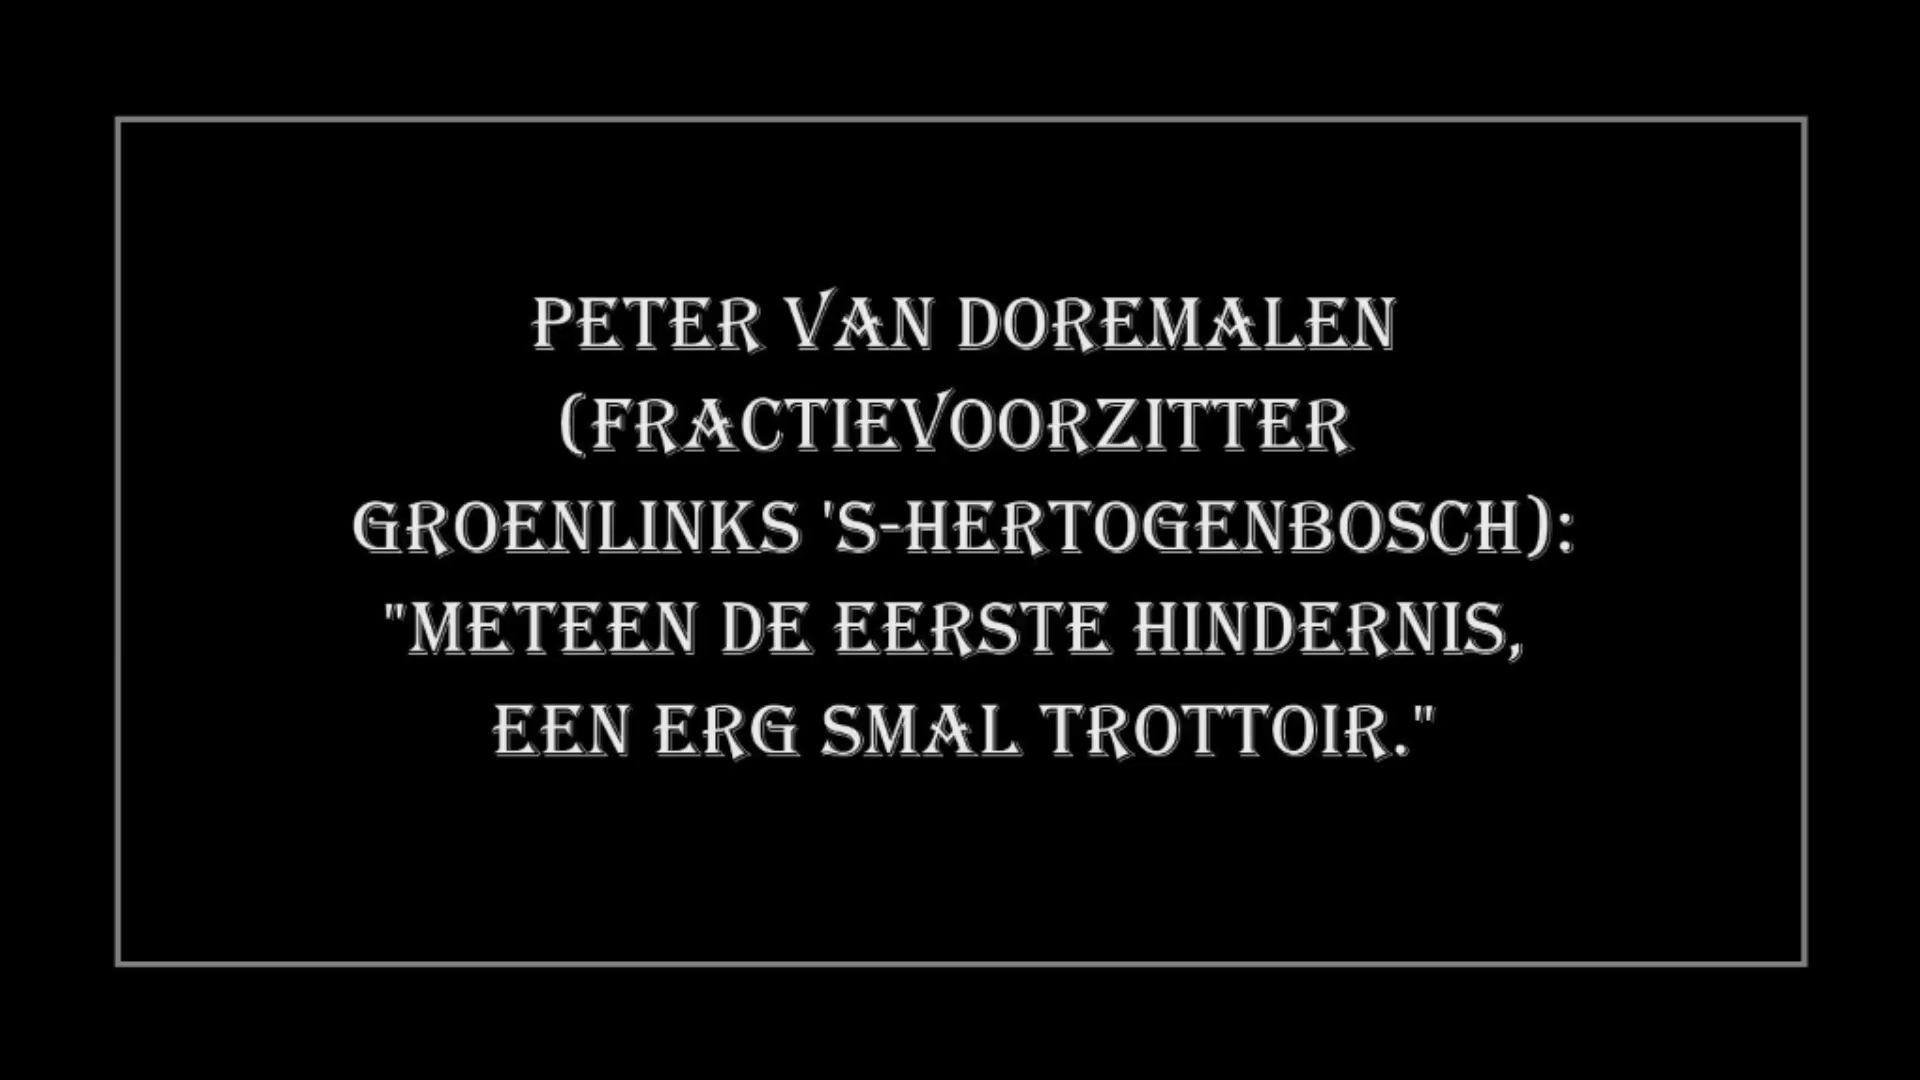 PETER VAN DOREMALEN
(FRACTIEVOORZITTER
GROENLINKS 'S-HERTOGENBOSCH):
"METEEN DE EERSTE HINDERNIS,
EEN ERG SMAL TROTTOIR."